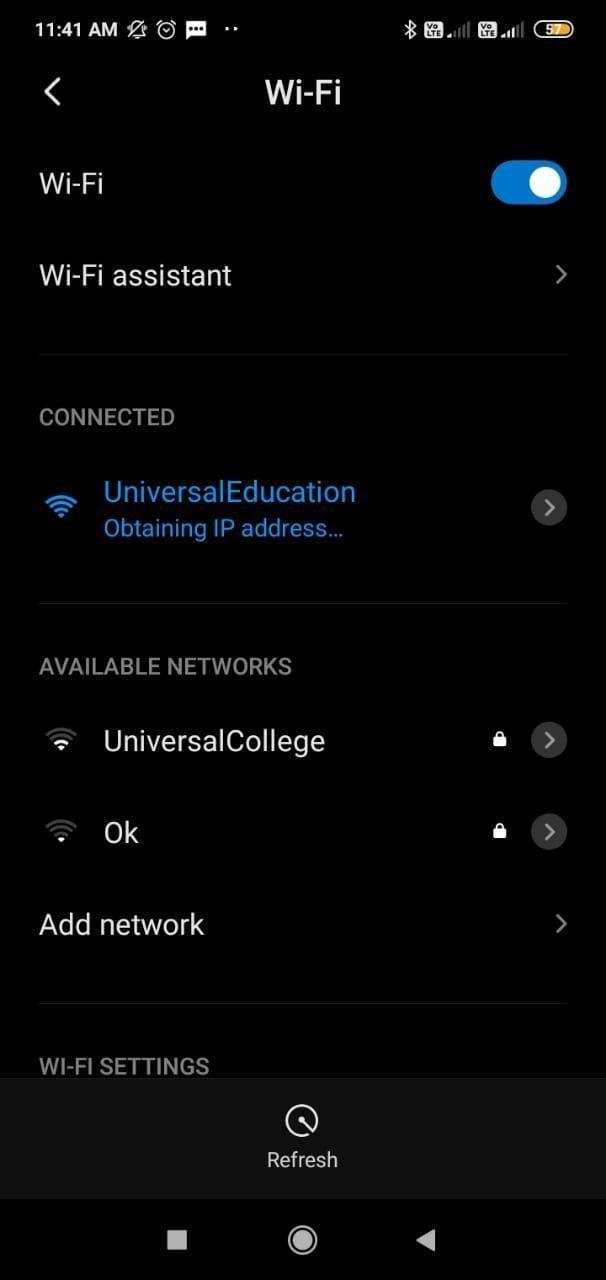 11:41 AM
Vo LTE Vo LTE 57
Wi-Fi
Wi-Fi
Wi-Fi assistant
CONNECTED
UniversalEducation
Obtaining IP address...
AVAILABLE NETWORKS
UniversalCollege
Ok
Add network
WI-FI SETTINGS
Refresh